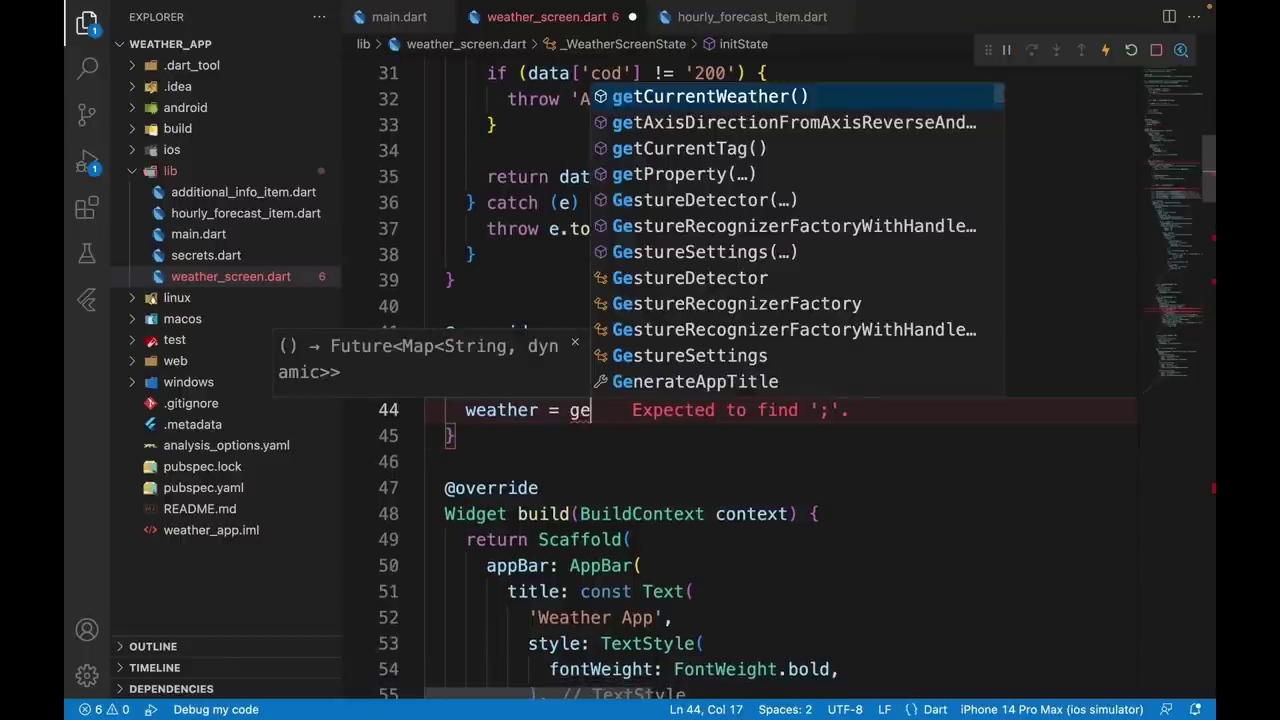 EXPLORER
main.dart
weather_screen.dart 6
hourly_forecast_item.dart
WEATHER_APP
lib > weather_screen.dart > _WeatherScreenState > initState
.dart_tool
.idea
android
build
ios
lib
additional_info_item.dart
hourly_forecast_item.dart
main.dart
secrets.dart
weather_screen.dart 6
linux
macos
test
web
windows
.gitignore
.metadata
analysis_options.yaml
pubspec.lock
pubspec.yaml
README.md
weather_app.iml
OUTLINE
TIMELINE
DEPENDENCIES
1
1
31 if (data['cod'] != '200') {
32 throw 'A
33 }
34
35 return dat
36 } catch (e)
37 throw e.to
38 }
39 }
40
getCurrentWeather()
getAxisDirectionFromAxisReverseAnd…
getCurrentTag()
getProperty(…)
GestureDetector(…)
GestureRecognizerFactoryWithHandle…
GestureSettings(…)
GestureDetector
GestureRecognizerFactory
GestureRecognizerFactoryWithHandle…
GestureSettings
GenerateAppTitle
() → Future<Map<String, dyn
amic>>
44 weather = ge Expected to find ';'.
45 }
46
47 @override
48 Widget build(BuildContext context) {
49 return Scaffold(
50 appBar: AppBar(
51 title: const Text(
52 'Weather App',
53 style: TextStyle(
54 fontWeight: FontWeight.bold,
55 ), // TextStyle
6 0 Debug my code Ln 44, Col 17 Spaces: 2 UTF-8 LF {} Dart iPhone 14 Pro Max (ios simulator)